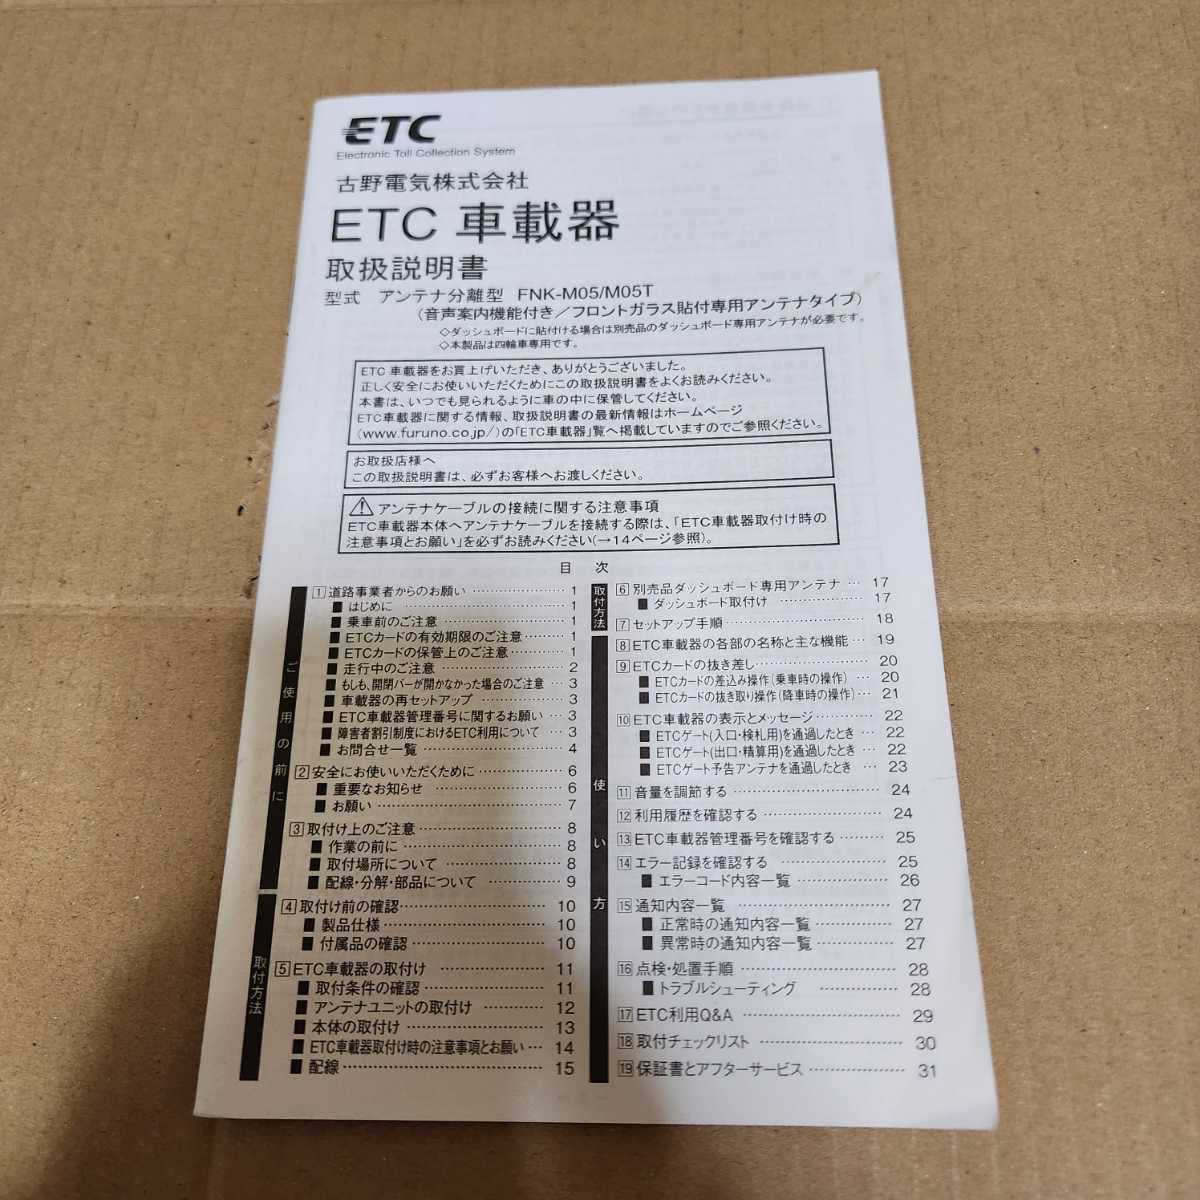 ETC
Electronic Toll Collection System
古野電気株式会社
ETC 車載器
取扱説明書
型式 アンテナ分離型 FNK-M05/M05T
(音声案内機能付き／フロントガラス貼付専用アンテナタイプ)
◇ダッシュボードに貼付ける場合は別売品のダッシュボード専用アンテナが必要です。
◇本製品は四輪車専用です。
ETC 車載器をお買上げいただき、ありがとうございました。
正しく安全にお使いいただくためにこの取扱説明書をよくお読みください。
本書は、いつでも見られるように車の中に保管してください。
ETC車載器に関する情報、取扱説明書の最新情報はホームページ
(www.furuno.co.jp/)の「ETC車載器」覧へ掲載していますのでご参照ください。
お取扱店様へ
この取扱説明書は、必ずお客様へお渡しください。
⚠ アンテナケーブルの接続に関する注意事項
ETC車載器本体へアンテナケーブルを接続する際は、「ETC車載器取付け時の
注意事項とお願い」を必ずお読みください(→14ページ参照)。
目 次
ご使用の前に
1 道路事業者からのお願い ………… 1
■ はじめに ………… 1
■ 乗車前のご注意 ………… 1
■ ETCカードの有効期限のご注意 ……… 1
■ ETCカードの保管上のご注意 ……… 1
■ 走行中のご注意 ………… 2
■ もしも、開閉バーが開かなかった場合のご注意 … 3
■ 車載器の再セットアップ ………… 3
■ ETC車載器管理番号に関するお願い … 3
■ 障害者割引制度におけるETC利用について … 3
■ お問合せ一覧 ………… 4
2 安全にお使いいただくために ………… 6
■ 重要なお知らせ ………… 6
■ お願い ………… 7
3 取付け上のご注意 ………… 8
■ 作業の前に ………… 8
■ 取付場所について ………… 8
■ 配線・分解・部品について ………… 9
取付方法
4 取付け前の確認 ………… 10
■ 製品仕様 ………… 10
■ 付属品の確認 ………… 10
5 ETC車載器の取付け ………… 11
■ 取付条件の確認 ………… 11
■ アンテナユニットの取付け ………… 12
■ 本体の取付け ………… 13
■ ETC車載器取付け時の注意事項とお願い … 14
■ 配線 ………… 15
取付方法
6 別売品ダッシュボード専用アンテナ … 17
■ ダッシュボード取付け ………… 17
7 セットアップ手順 ………… 18
使い方
8 ETC車載器の各部の名称と主な機能 … 19
9 ETCカードの抜き差し ………… 20
■ ETCカードの差込み操作(乗車時の操作) … 20
■ ETCカードの抜き取り操作(降車時の操作) … 21
10 ETC車載器の表示とメッセージ ………… 22
■ ETCゲート(入口・検札用)を通過したとき … 22
■ ETCゲート(出口・精算用)を通過したとき … 22
■ ETCゲート予告アンテナを通過したとき … 23
11 音量を調節する ………… 24
12 利用履歴を確認する ………… 24
13 ETC車載器管理番号を確認する ……… 25
14 エラー記録を確認する ………… 25
■ エラーコード内容一覧 ………… 26
15 通知内容一覧 ………… 27
■ 正常時の通知内容一覧 ………… 27
■ 異常時の通知内容一覧 ………… 27
16 点検・処置手順 ………… 28
■ トラブルシューティング ………… 28
17 ETC利用Q&A ………… 29
18 取付チェックリスト ………… 30
19 保証書とアフターサービス ………… 31